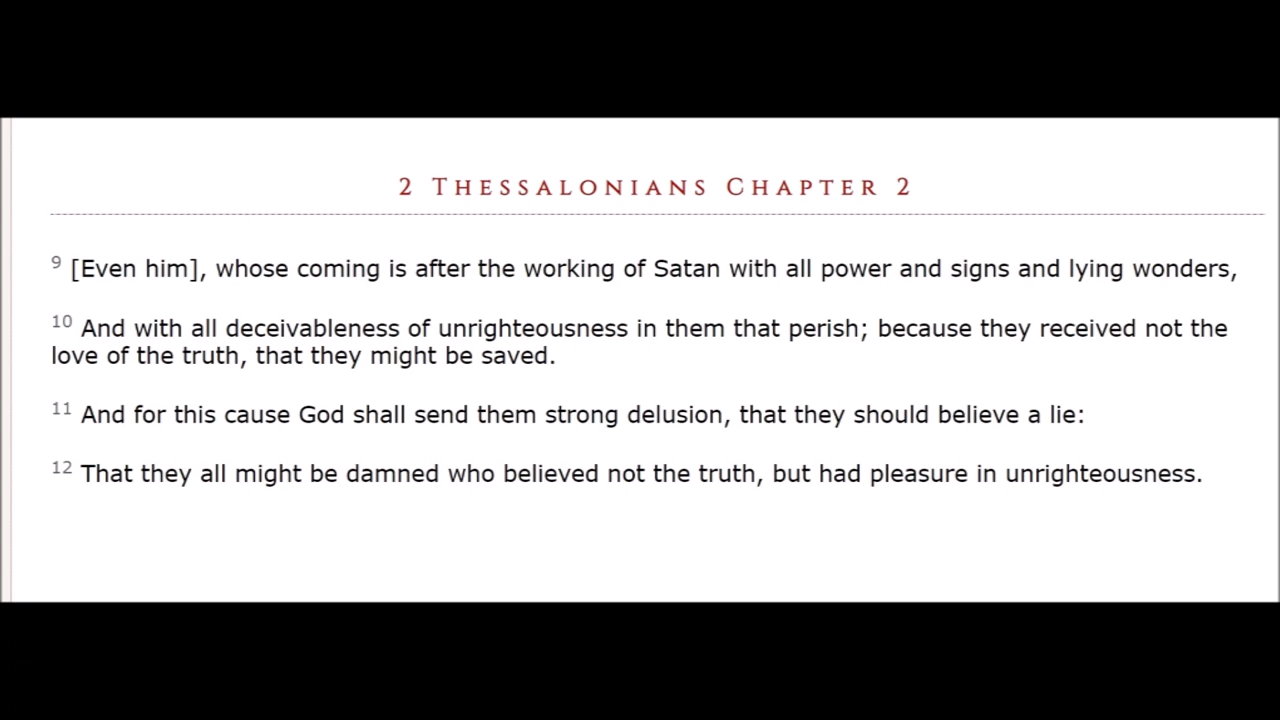 2 Thessalonians Chapter 2
9 [Even him], whose coming is after the working of Satan with all power and signs and lying wonders,
10 And with all deceivableness of unrighteousness in them that perish; because they received not the
love of the truth, that they might be saved.
11 And for this cause God shall send them strong delusion, that they should believe a lie:
12 That they all might be damned who believed not the truth, but had pleasure in unrighteousness.